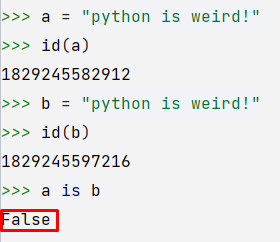 >>> a = "python is weird!"
>>> id(a)
1829245582912
>>> b = "python is weird!"
>>> id(b)
1829245597216
>>> a is b
False